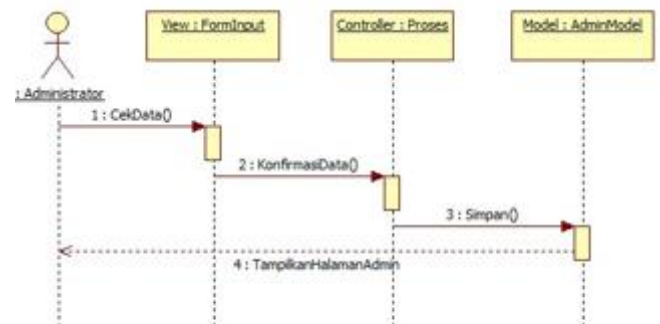 View : FormInput
Controller : Proses
Model : AdminModel
: Administrator
1 : CekData()
2 : KonfirmasiData()
3 : Simpan()
4 : TampilkanHalamanAdmin